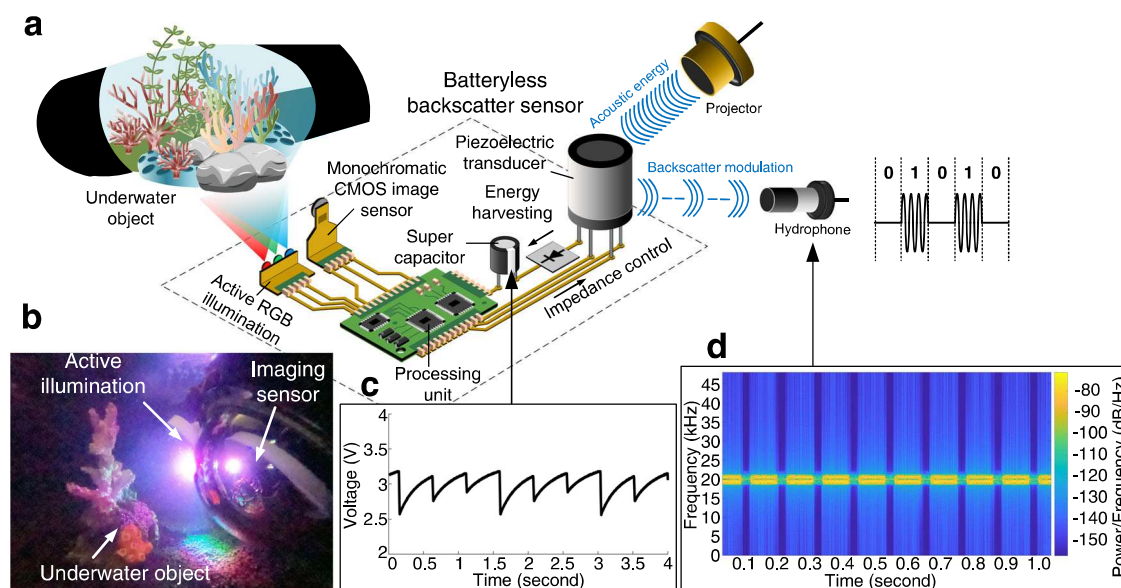 a
Batteryless
backscatter sensor
Acoustic energy
Projector
Piezoelectric
transducer
Backscatter modulation
0 1 0 1 0
Hydrophone
Monochromatic
CMOS image
sensor
Energy
harvesting
Underwater
object
Super
capacitor
Impedance control
Active RGB
illumination
Processing
unit
b
Active
illumination
Imaging
sensor
Underwater object
c
4
3.5
3
2.5
2
Voltage (V)
0 0.5 1 1.5 2 2.5 3 3.5 4
Time (second)
d
45
40
35
30
25
20
15
10
5
0
Frequency (kHz)
0.1 0.2 0.3 0.4 0.5 0.6 0.7 0.8 0.9 1.0
Time (second)
-80
-90
-100
-110
-120
-130
-140
-150
Power/Frequency (dB/Hz)